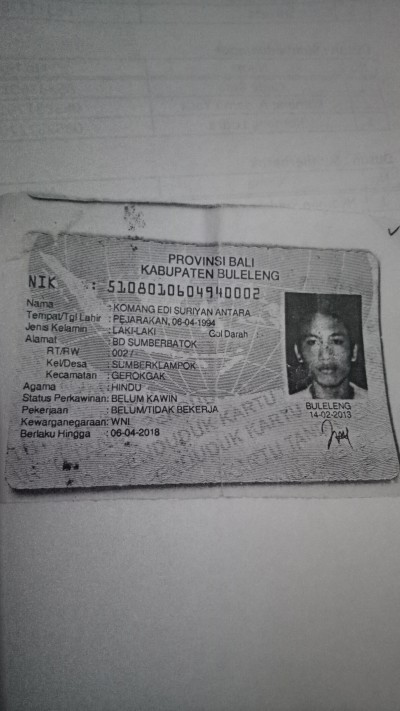 PROVINSI BALI
KABUPATEN BULELENG
NIK : 5108010604940002
Nama : KOMANG EDI SURIYAN ANTARA
Tempat/Tgl Lahir : PEJARAKAN, 06-04-1994
Jenis Kelamin : LAKI-LAKI Gol Darah
Alamat : BD SUMBERBATOK
RT/RW : 002 /
Kel/Desa : SUMBERKLAMPOK
Kecamatan : GEROKGAK
Agama : HINDU
Status Perkawinan: BELUM KAWIN
Pekerjaan : BELUM/TIDAK BEKERJA
Kewarganegaraan: WNI
Berlaku Hingga : 06-04-2018
BULELENG
14-02-2013